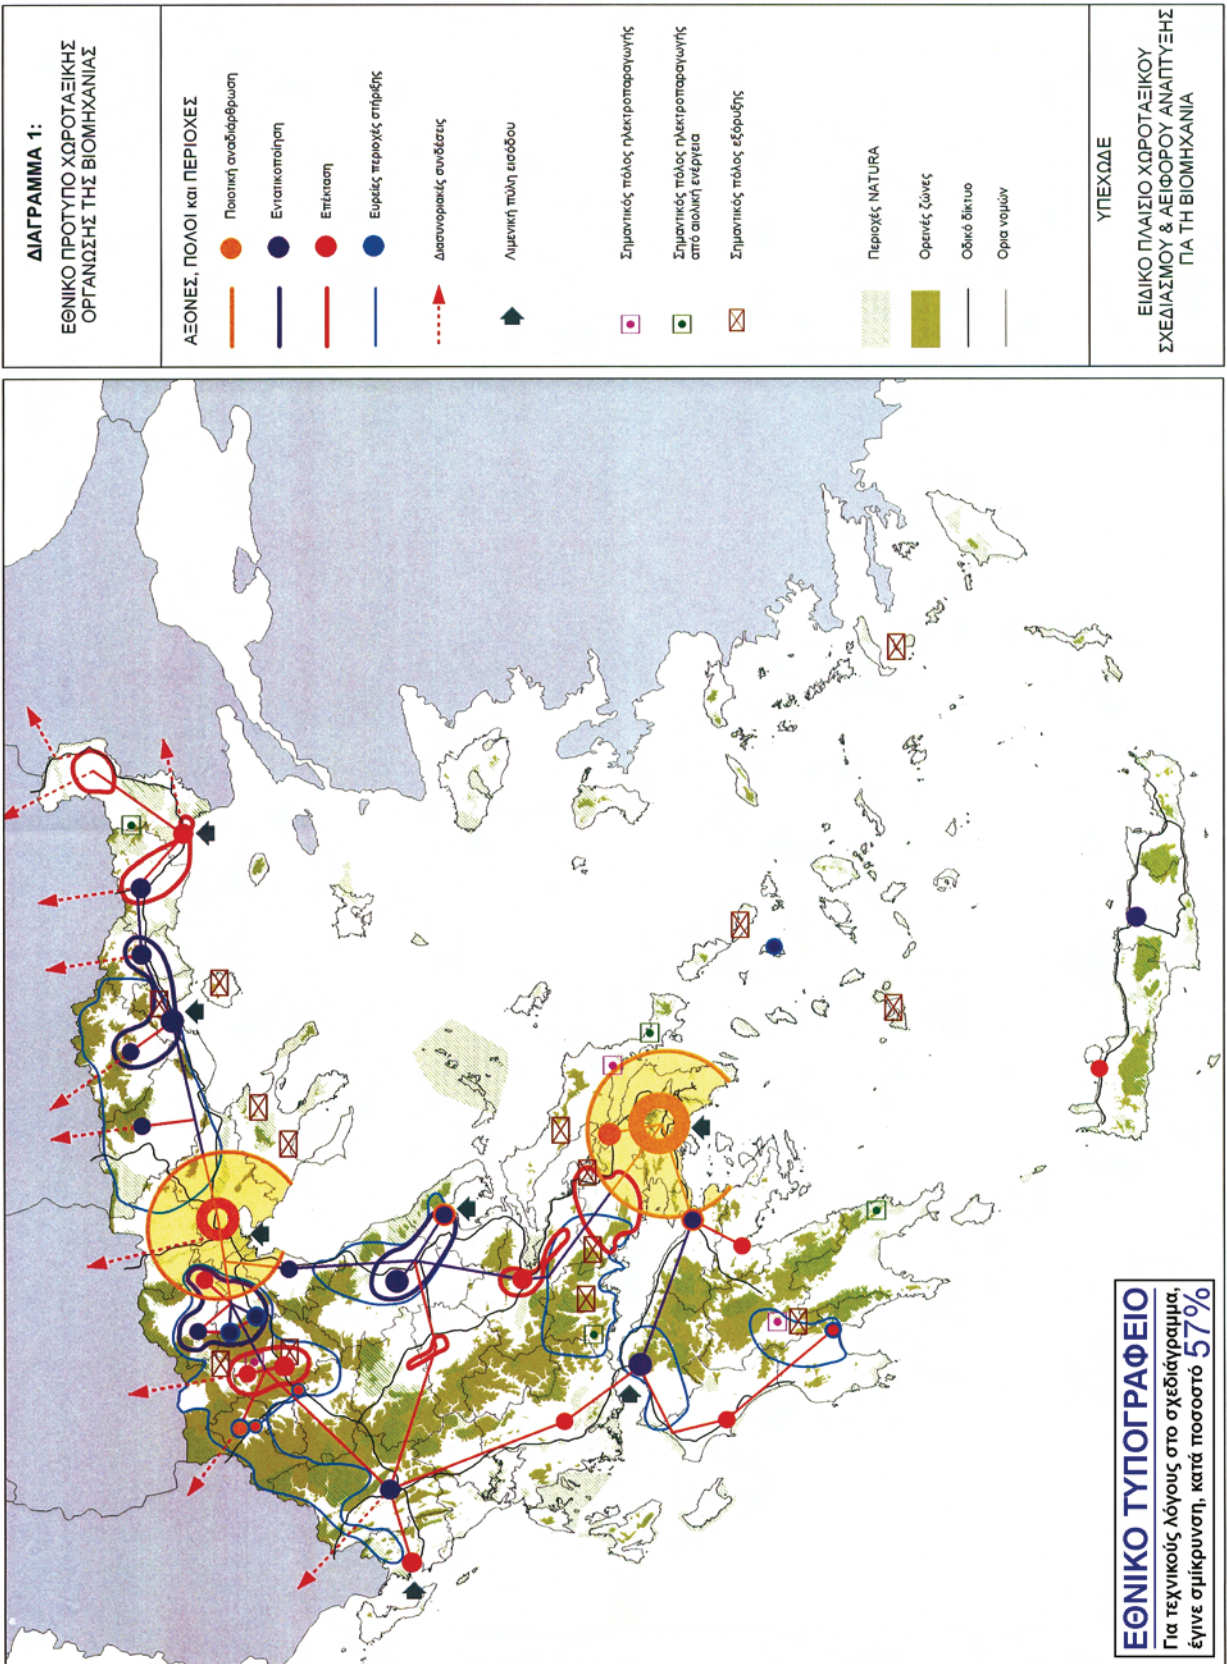 ΔΙΑΓΡΑΜΜΑ 1:
ΕΘΝΙΚΟ ΠΡΟΤΥΠΟ ΧΩΡΟΤΑΞΙΚΗΣ
ΟΡΓΑΝΩΣΗΣ ΤΗΣ ΒΙΟΜΗΧΑΝΙΑΣ
ΑΞΟΝΕΣ, ΠΟΛΟΙ και ΠΕΡΙΟΧΕΣ
Ποιοτική αναδιάρθρωση
Εντατικοποίηση
Επέκταση
Ευρείες περιοχές στήριξης
Διασυνοριακές συνδέσεις
Λιμενική πύλη εισόδου
Σημαντικός πόλος ηλεκτροπαραγωγής
Σημαντικός πόλος ηλεκτροπαραγωγής
από αιολική ενέργεια
Σημαντικός πόλος εξόρυξης
Περιοχές NATURA
Ορεινές ζώνες
Οδικό δίκτυο
Ορια νομών
ΥΠΕΧΩΔΕ
ΕΙΔΙΚΟ ΠΛΑΙΣΙΟ ΧΩΡΟΤΑΞΙΚΟΥ
ΣΧΕΔΙΑΣΜΟΥ & ΑΕΙΦΟΡΟΥ ΑΝΑΠΤΥΞΗΣ
ΓΙΑ ΤΗ ΒΙΟΜΗΧΑΝΙΑ
ΕΘΝΙΚΟ ΤΥΠΟΓΡΑΦΕΙΟ
Για τεχνικούς λόγους στο σχεδιάγραμμα,
έγινε σμίκρυνση, κατά ποσοστό 57%